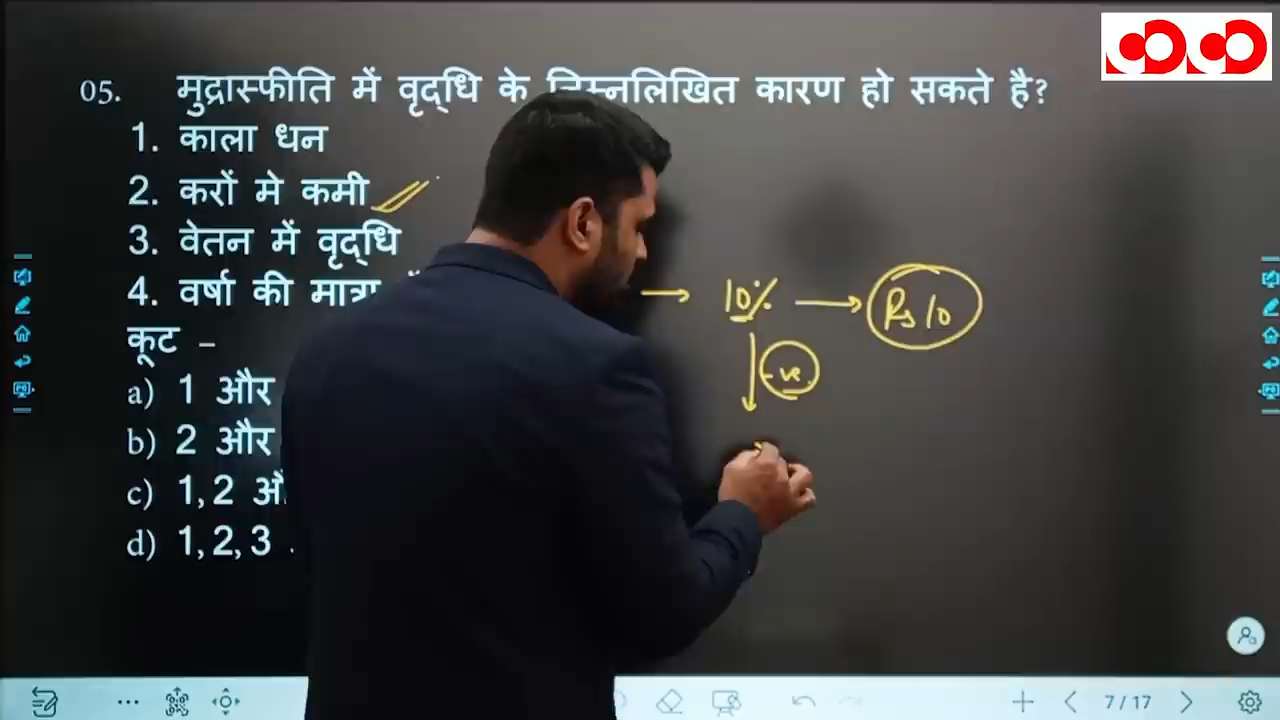 05. मुद्रास्फीति में वृद्धि के निम्नलिखित कारण हो सकते है?
1. काला धन
2. करों मे कमी
3. वेतन में वृद्धि
4. वर्षा की मात्रा
कूट –
a) 1 और
b) 2 और
c) 1,2
d) 1,2,3
10% → Rs 10
-ve
7/17